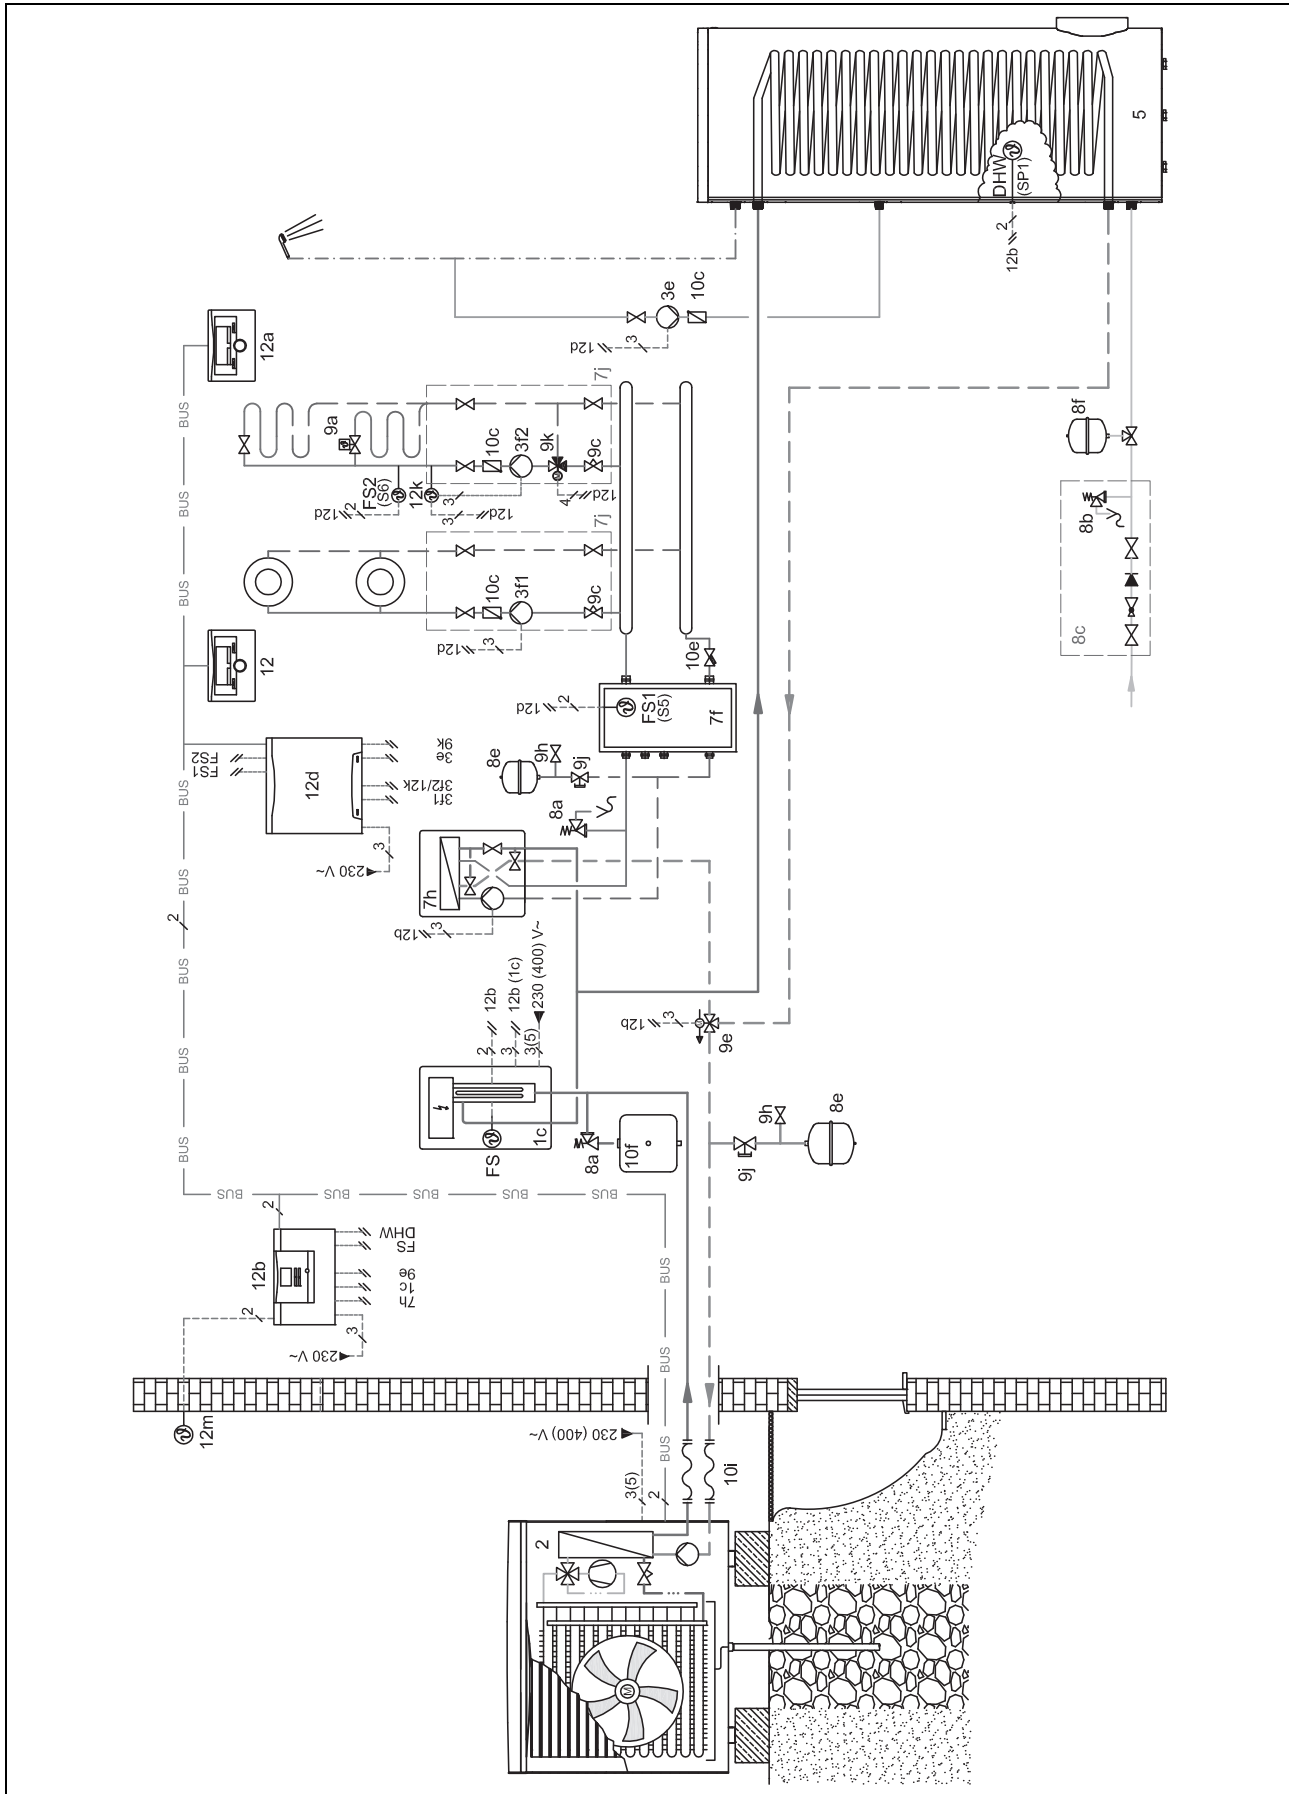 5
DHW
(SP1)
2
12b
12a
3e
10c
3
12d
BUS
9a
7j
10c
3f2
9k
9c
FS2
(S6)
12k
2
12d
3
12d
3
4
12d
8f
8b
8c
BUS
7j
10c
3f1
9c
3
12d
12
10e
FS1
(S5)
7f
2
12d
9k
3e
3f2/12k
3f1
FS2
FS1
12d
3
230 V~
BUS
8e
9h
9j
8a
7h
3
12b
BUS
2
BUS
2
12b
3
12b (1c)
3(5)
230 (400) V~
1c
FS
3
12b
9e
BUS
8a
10f
9j
9h
8e
BUS
BUS
BUS
BUS
BUS
BUS
2
12b
DHW
FS
9e
1c
7h
2
3
230 V~
BUS
BUS
12m
230 (400) V~
3(5)
2
BUS
10i
2
M